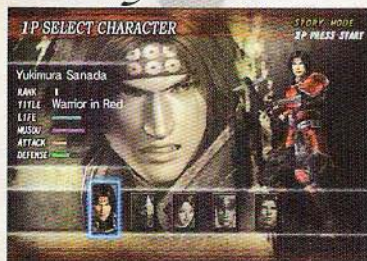 1P SELECT CHARACTER
STORY MODE
2P PRESS START
Yukimura Sanada
RANK 1
TITLE Warrior in Red
LIFE
MUSOU
ATTACK
DEFENSE